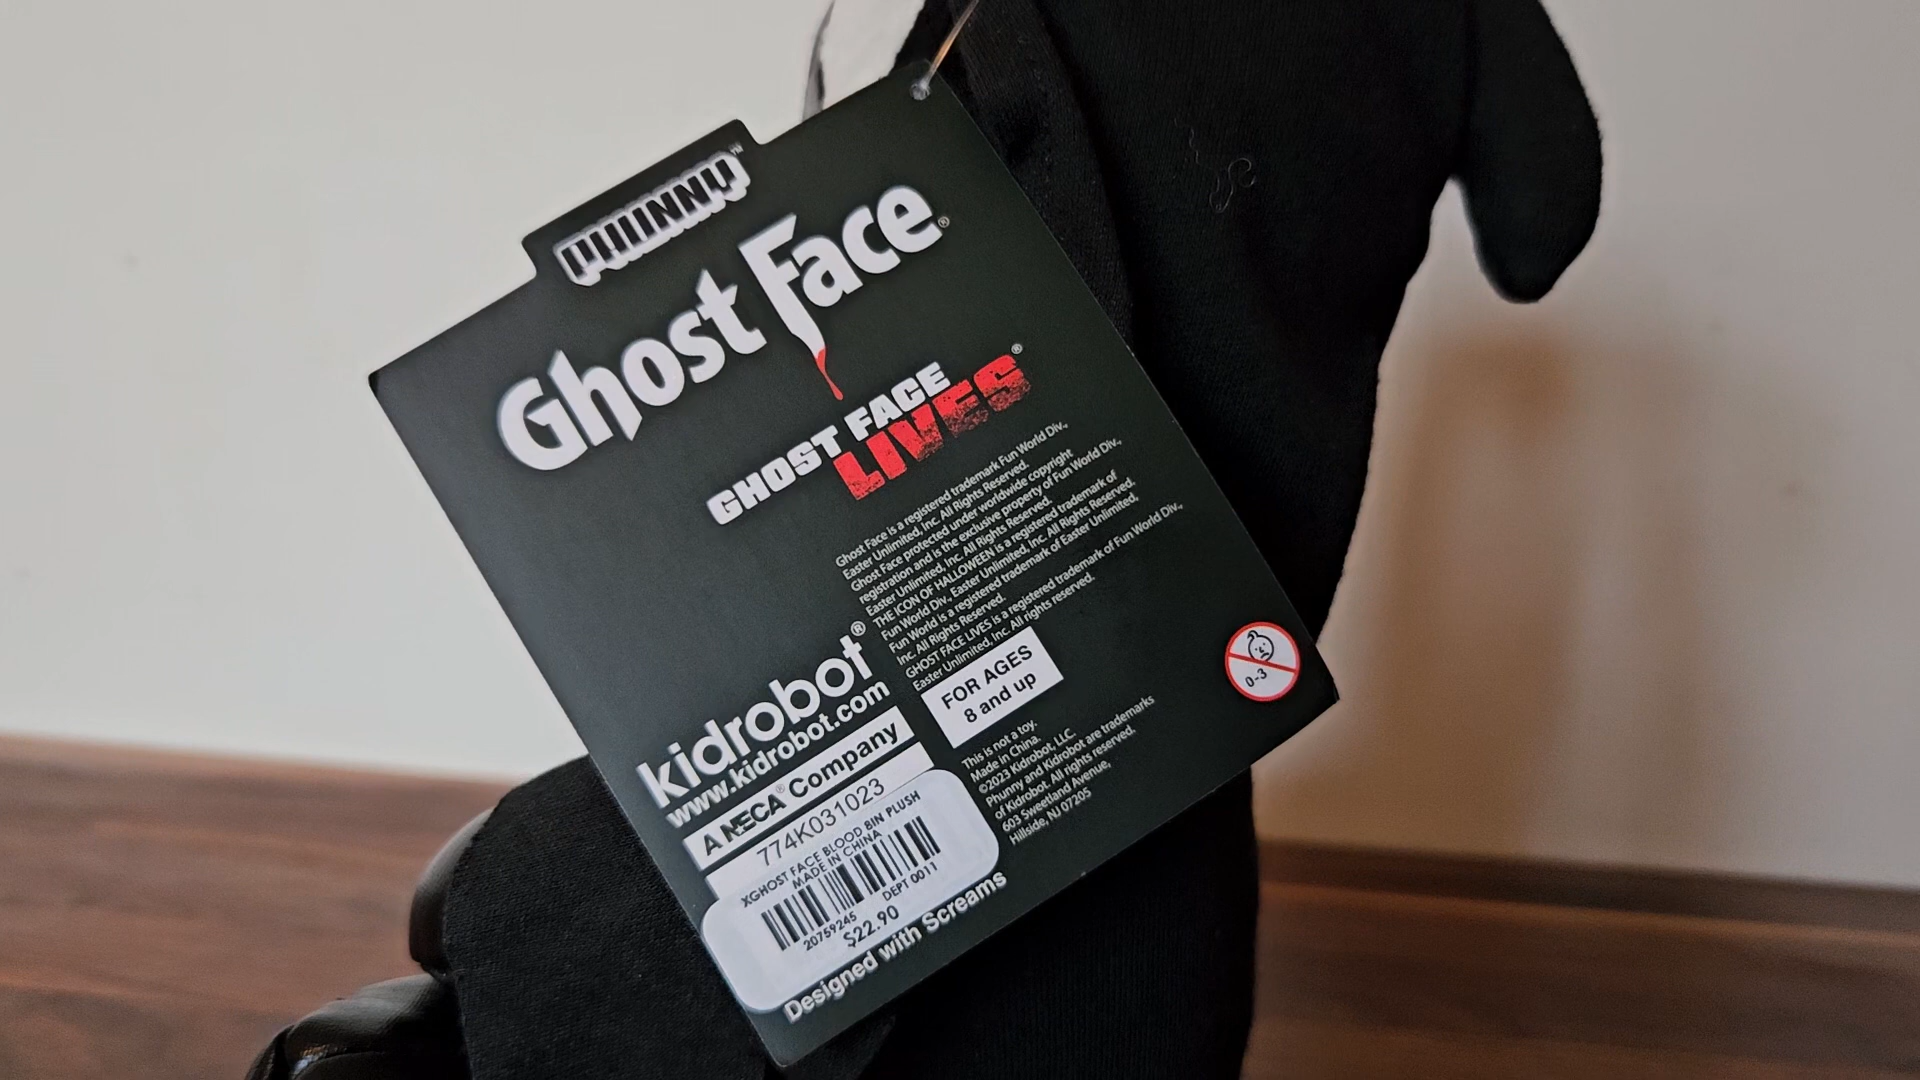 PHUNNY™
Ghost Face®
GHOST FACE
LIVES®
Ghost Face is a registered trademark Fun World Div.,
Easter Unlimited, Inc. All Rights Reserved.
Ghost Face protected under worldwide copyright
registration and is the exclusive property of Fun World Div.,
Easter Unlimited, Inc. All Rights Reserved.
THE ICON OF HALLOWEEN is a registered trademark of
Fun World Div., Easter Unlimited, Inc. All Rights Reserved.
Fun World is a registered trademark of Easter Unlimited,
Inc. All Rights Reserved.
GHOST FACE LIVES is a registered trademark of Fun World Div.,
Easter Unlimited, Inc. All rights reserved.
kidrobot®
www.kidrobot.com
A NECA® Company
774K031023
XGHOST FACE BLOOD BIN PLUSH
MADE IN CHINA
20759245 DEPT 0011
$22.90
Designed with Screams
FOR AGES
8 and up
This is not a toy.
Made in China.
©2023 Kidrobot, LLC.
Phunny and Kidrobot are trademarks
of Kidrobot. All rights reserved.
603 Sweetland Avenue,
Hillside, NJ 07205
0-3